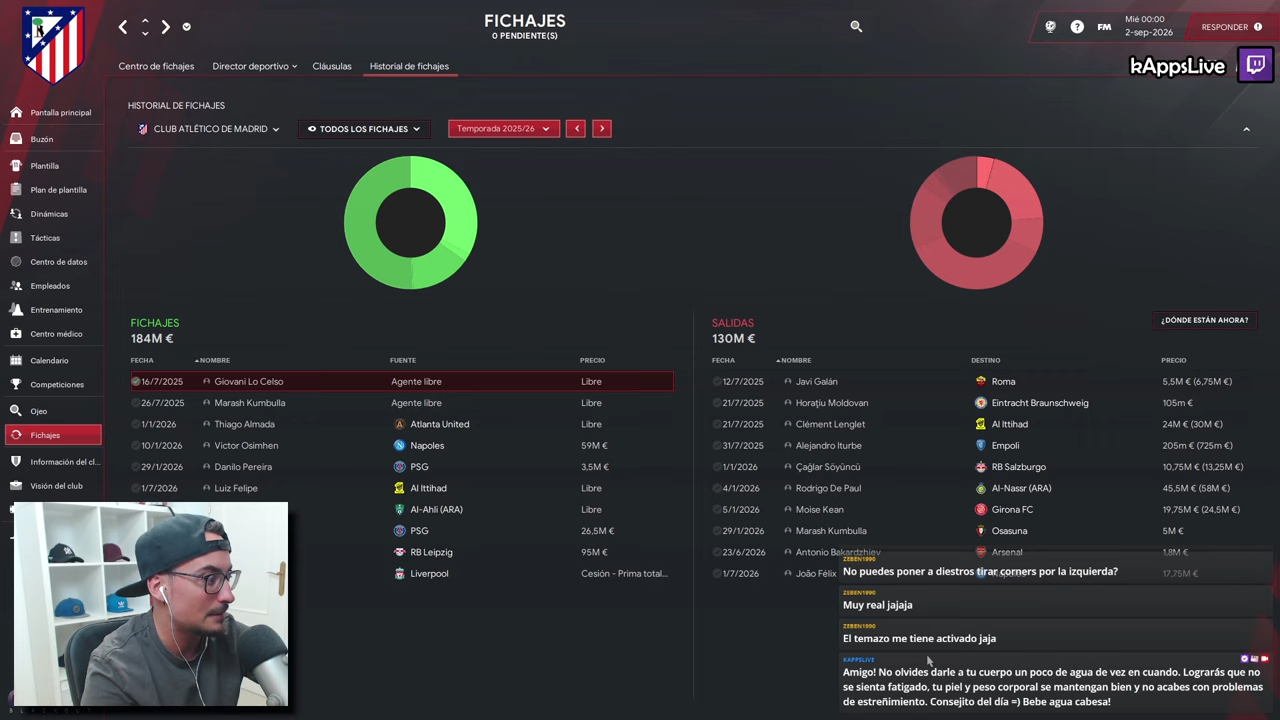 FICHAJES
0 PENDIENTE(S)
FM
Mié 00:00
2-sep-2026
RESPONDER
kAppsLive
Centro de fichajes
Director deportivo
Cláusulas
Historial de fichajes
Pantalla principal
Buzón
Plantilla
Plan de plantilla
Dinámicas
Tácticas
Centro de datos
Empleados
Entrenamiento
Centro médico
Calendario
Competiciones
Ojeo
Fichajes
Información del cl...
Visión del club
HISTORIAL DE FICHAJES
CLUB ATLÉTICO DE MADRID
TODOS LOS FICHAJES
Temporada 2025/26
FICHAJES
184M €
FECHA NOMBRE FUENTE PRECIO
16/7/2025 Giovani Lo Celso Agente libre Libre
26/7/2025 Marash Kumbulla Agente libre Libre
1/1/2026 Thiago Almada Atlanta United Libre
10/1/2026 Victor Osimhen Napoles 59M €
29/1/2026 Danilo Pereira PSG 3,5M €
1/7/2026 Luiz Felipe Al Ittihad Libre
Al-Ahli (ARA) Libre
PSG 26,5M €
RB Leipzig 95M €
Liverpool Cesión - Prima total...
SALIDAS
130M €
¿DÓNDE ESTÁN AHORA?
FECHA NOMBRE DESTINO PRECIO
12/7/2025 Javi Galán Roma 5,5M € (6,75M €)
21/7/2025 Horațiu Moldovan Eintracht Braunschweig 105m €
21/7/2025 Clément Lenglet Al Ittihad 24M € (30M €)
31/7/2025 Alejandro Iturbe Empoli 205m € (725m €)
1/1/2026 Çağlar Söyüncü RB Salzburgo 10,75M € (13,25M €)
4/1/2026 Rodrigo De Paul Al-Nassr (ARA) 45,5M € (58M €)
5/1/2026 Moise Kean Girona FC 19,75M € (24,5M €)
29/1/2026 Marash Kumbulla Osasuna 5M €
23/6/2026 Antonio Bakardzhiev Arsenal 1,8M €
1/7/2026 João Félix 17,75M €
ZEBEN1990
No puedes poner a diestros tirar corners por la izquierda?
ZEBEN1990
Muy real jajaja
ZEBEN1990
El temazo me tiene activado jaja
KAPPSLIVE
Amigo! No olvides darle a tu cuerpo un poco de agua de vez en cuando. Lograrás que no
se sienta fatigado, tu piel y peso corporal se mantengan bien y no acabes con problemas
de estreñimiento. Consejito del día =) Bebe agua cabesa!